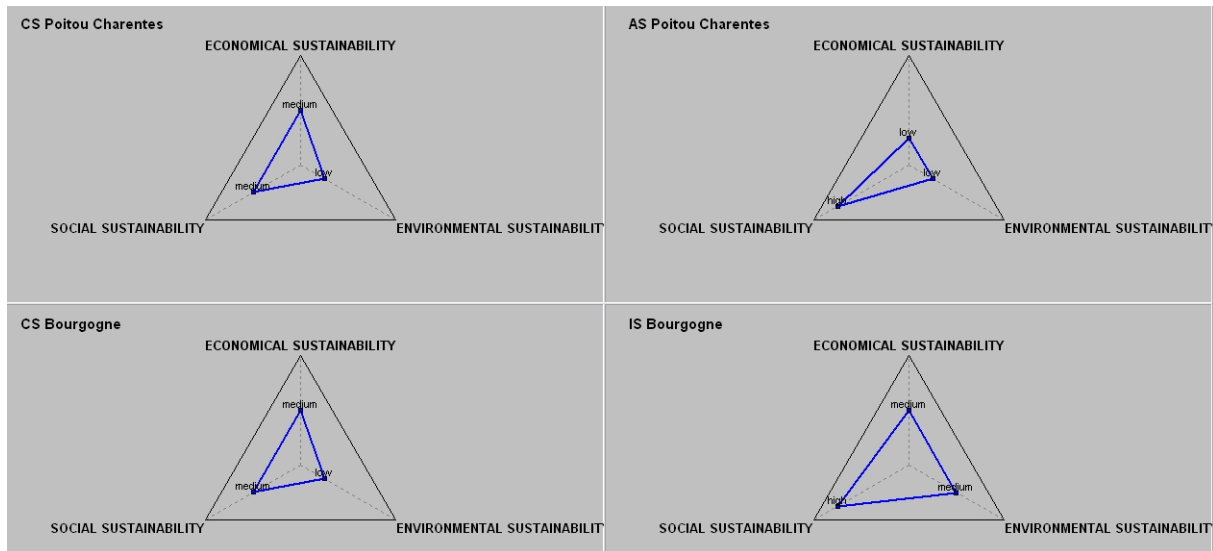 CS Poitou Charentes
ECONOMICAL SUSTAINABILITY
medium
low
medium
SOCIAL SUSTAINABILITY
ENVIRONMENTAL SUSTAINABILIT
AS Poitou Charentes
ECONOMICAL SUSTAINABILITY
low
low
high
SOCIAL SUSTAINABILITY
ENVIRONMENTAL SUSTAINABILIT
CS Bourgogne
ECONOMICAL SUSTAINABILITY
medium
low
medium
SOCIAL SUSTAINABILITY
ENVIRONMENTAL SUSTAINABILIT
IS Bourgogne
ECONOMICAL SUSTAINABILITY
medium
medium
high
SOCIAL SUSTAINABILITY
ENVIRONMENTAL SUSTAINABILIT